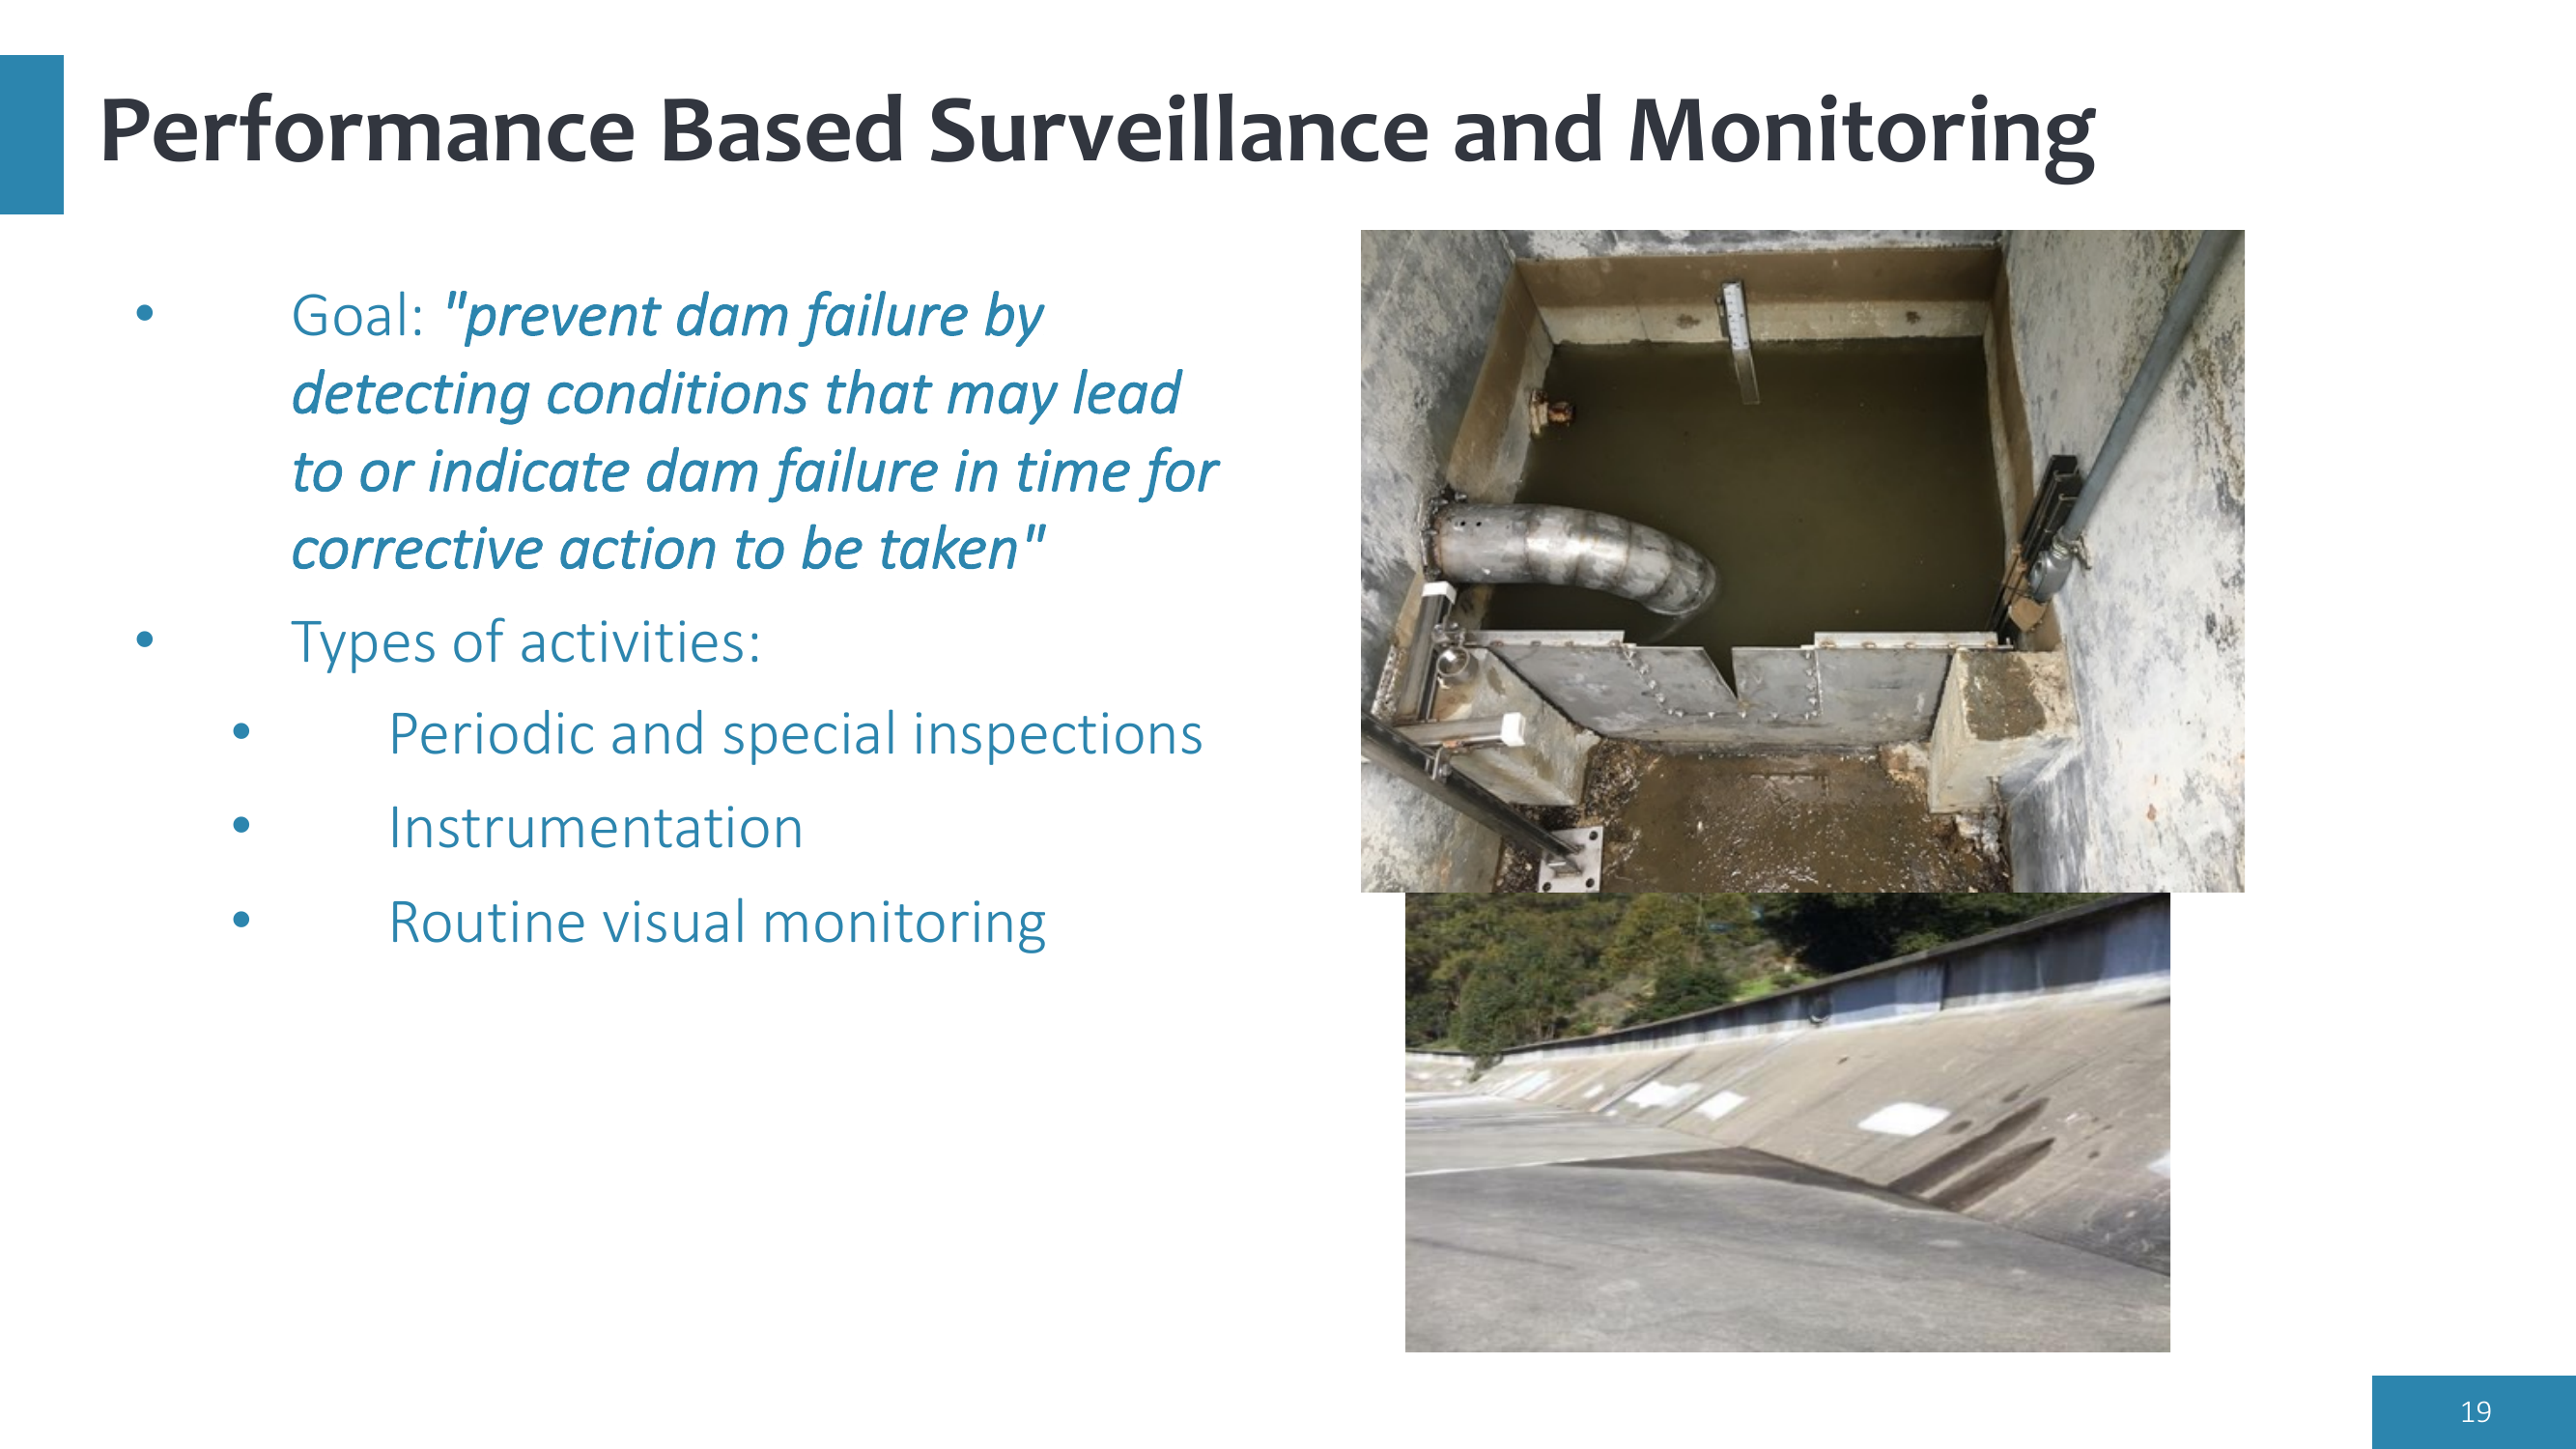 Performance Based Surveillance and Monitoring
• Goal: "prevent dam failure by
detecting conditions that may lead
to or indicate dam failure in time for
corrective action to be taken"
• Types of activities:
• Periodic and special inspections
• Instrumentation
• Routine visual monitoring
19